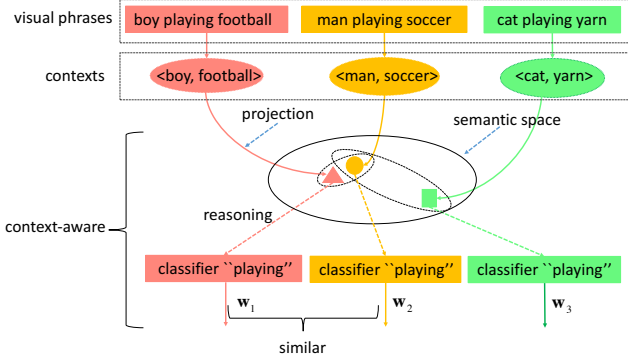 visual phrases
boy playing football
man playing soccer
cat playing yarn
contexts
<boy, football>
<man, soccer>
<cat, yarn>
projection
semantic space
context-aware
reasoning
classifier ``playing’’
classifier ``playing’’
classifier ``playing’’
w1
w2
w3
similar